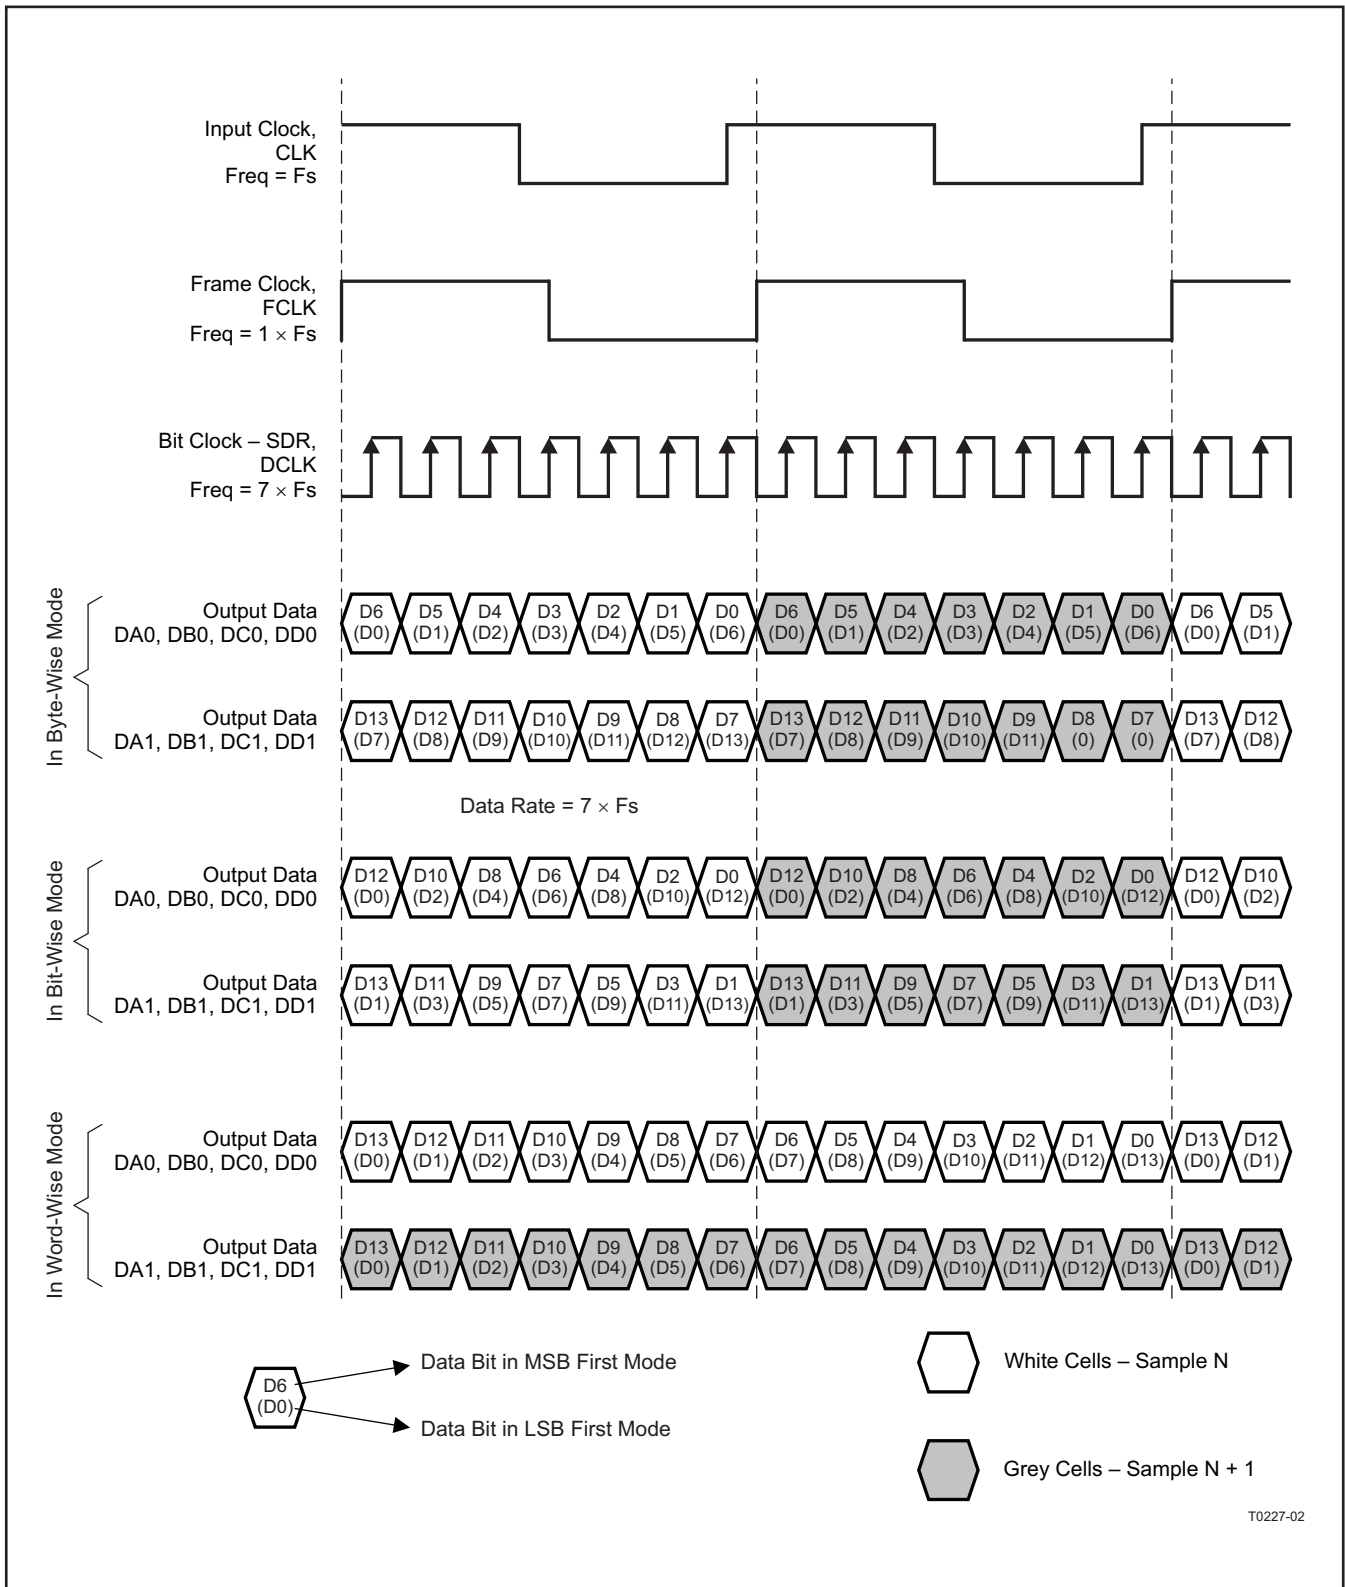 Input Clock,
CLK
Freq = Fs
Frame Clock,
FCLK
Freq = 1 × Fs
Bit Clock – SDR,
DCLK
Freq = 7 × Fs
In Byte-Wise Mode
Output Data
DA0, DB0, DC0, DD0
D6 D5 D4 D3 D2 D1 D0 D6 D5 D4 D3 D2 D1 D0 D6 D5
(D0) (D1) (D2) (D3) (D4) (D5) (D6) (D0) (D1) (D2) (D3) (D4) (D5) (D6) (D0) (D1)
Output Data
DA1, DB1, DC1, DD1
D13 D12 D11 D10 D9 D8 D7 D13 D12 D11 D10 D9 D8 D7 D13 D12
(D7) (D8) (D9) (D10) (D11) (D12) (D13) (D7) (D8) (D9) (D10) (D11) (0) (0) (D7) (D8)
Data Rate = 7 × Fs
In Bit-Wise Mode
Output Data
DA0, DB0, DC0, DD0
D12 D10 D8 D6 D4 D2 D0 D12 D10 D8 D6 D4 D2 D0 D12 D10
(D0) (D2) (D4) (D6) (D8) (D10) (D12) (D0) (D2) (D4) (D6) (D8) (D10) (D12) (D0) (D2)
Output Data
DA1, DB1, DC1, DD1
D13 D11 D9 D7 D5 D3 D1 D13 D11 D9 D7 D5 D3 D1 D13 D11
(D1) (D3) (D5) (D7) (D9) (D11) (D13) (D1) (D3) (D5) (D7) (D9) (D11) (D13) (D1) (D3)
In Word-Wise Mode
Output Data
DA0, DB0, DC0, DD0
D13 D12 D11 D10 D9 D8 D7 D6 D5 D4 D3 D2 D1 D0 D13 D12
(D0) (D1) (D2) (D3) (D4) (D5) (D6) (D7) (D8) (D9) (D10) (D11) (D12) (D13) (D0) (D1)
Output Data
DA1, DB1, DC1, DD1
D13 D12 D11 D10 D9 D8 D7 D6 D5 D4 D3 D2 D1 D0 D13 D12
(D0) (D1) (D2) (D3) (D4) (D5) (D6) (D7) (D8) (D9) (D10) (D11) (D12) (D13) (D0) (D1)
D6
(D0)
Data Bit in MSB First Mode
Data Bit in LSB First Mode
White Cells – Sample N
Grey Cells – Sample N + 1
T0227-02